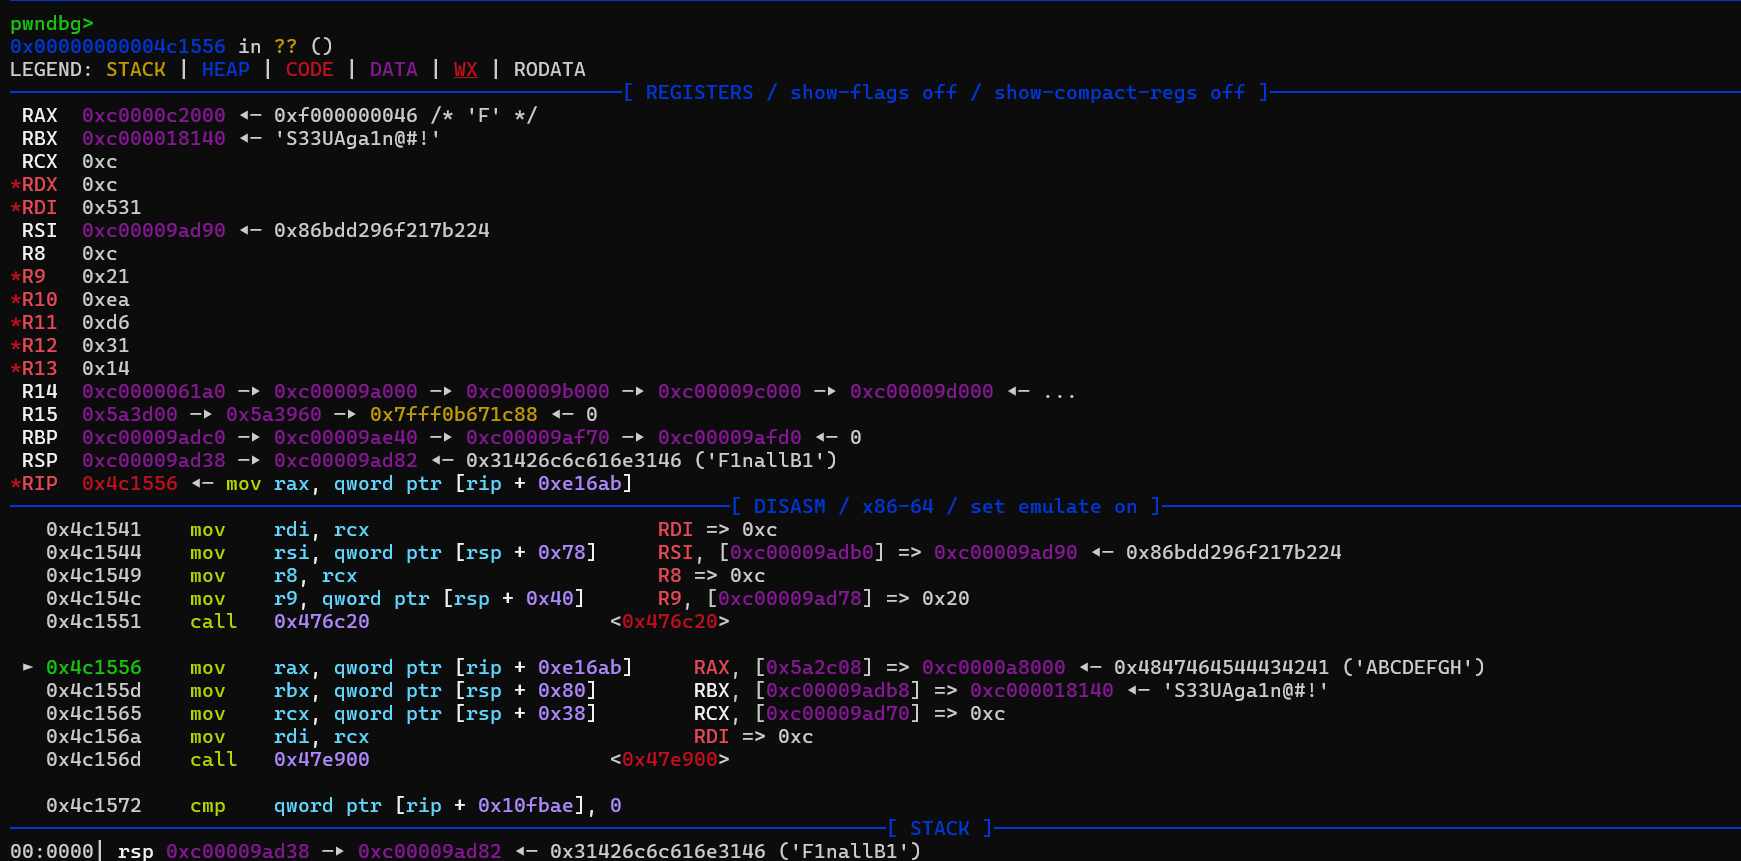 pwndbg>
0x00000000004c1556 in ?? ()
LEGEND: STACK | HEAP | CODE | DATA | WX | RODATA
[ REGISTERS / show-flags off / show-compact-regs off ]
RAX 0xc0000c2000 ◂— 0xf000000046 /* 'F' */
RBX 0xc000018140 ◂— 'S33UAga1n@#!'
RCX 0xc
*RDX 0xc
*RDI 0x531
RSI 0xc00009ad90 ◂— 0x86bdd296f217b224
R8 0xc
*R9 0x21
*R10 0xea
*R11 0xd6
*R12 0x31
*R13 0x14
R14 0xc0000061a0 —▸ 0xc00009a000 —▸ 0xc00009b000 —▸ 0xc00009c000 —▸ 0xc00009d000 ◂— ...
R15 0x5a3d00 —▸ 0x5a3960 —▸ 0x7fff0b671c88 ◂— 0
RBP 0xc00009adc0 —▸ 0xc00009ae40 —▸ 0xc00009af70 —▸ 0xc00009afd0 ◂— 0
RSP 0xc00009ad38 —▸ 0xc00009ad82 ◂— 0x31426c6c616e3146 ('F1nallB1')
*RIP 0x4c1556 ◂— mov rax, qword ptr [rip + 0xe16ab]
[ DISASM / x86-64 / set emulate on ]
0x4c1541 mov rdi, rcx RDI => 0xc
0x4c1544 mov rsi, qword ptr [rsp + 0x78] RSI, [0xc00009adb0] => 0xc00009ad90 ◂— 0x86bdd296f217b224
0x4c1549 mov r8, rcx R8 => 0xc
0x4c154c mov r9, qword ptr [rsp + 0x40] R9, [0xc00009ad78] => 0x20
0x4c1551 call 0x476c20 <0x476c20>
► 0x4c1556 mov rax, qword ptr [rip + 0xe16ab] RAX, [0x5a2c08] => 0xc0000a8000 ◂— 0x4847464544434241 ('ABCDEFGH')
0x4c155d mov rbx, qword ptr [rsp + 0x80] RBX, [0xc00009adb8] => 0xc000018140 ◂— 'S33UAga1n@#!'
0x4c1565 mov rcx, qword ptr [rsp + 0x38] RCX, [0xc00009ad70] => 0xc
0x4c156a mov rdi, rcx RDI => 0xc
0x4c156d call 0x47e900 <0x47e900>
0x4c1572 cmp qword ptr [rip + 0x10fbae], 0
[ STACK ]
00:0000│ rsp 0xc00009ad38 —▸ 0xc00009ad82 ◂— 0x31426c6c616e3146 ('F1nallB1')